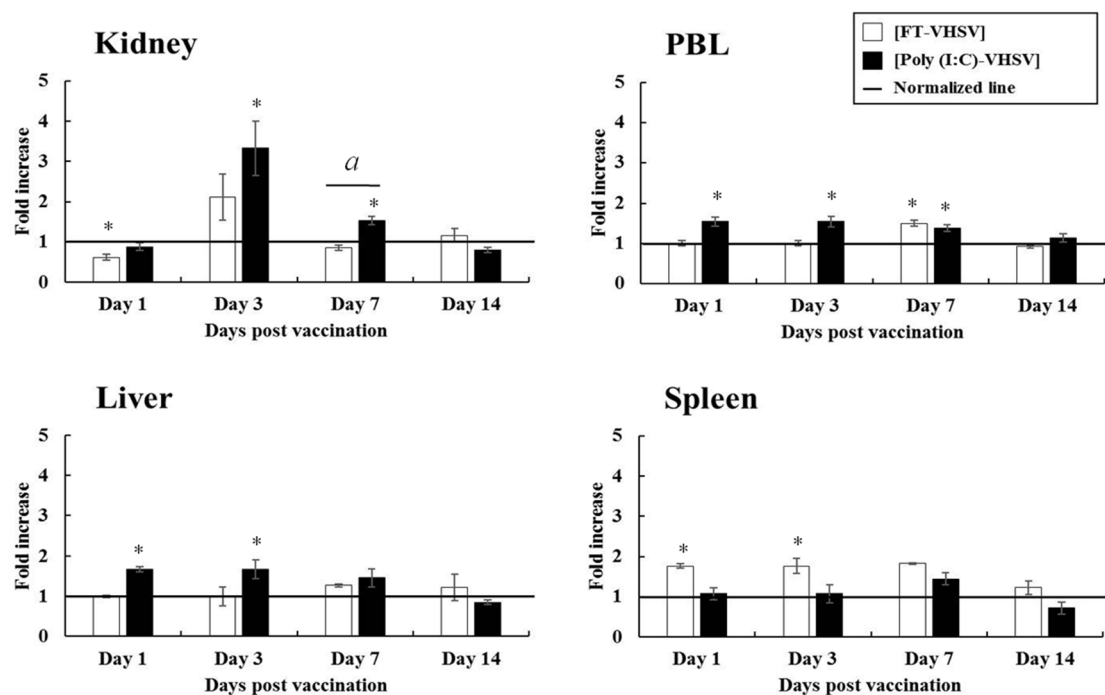 Kidney
5
4
3
2
1
0
Fold increase
*
*
a
*
Day 1 Day 3 Day 7 Day 14
Days post vaccination
PBL
[FT-VHSV]
[Poly (I:C)-VHSV]
Normalized line
5
4
3
2
1
0
Fold increase
*
*
*
*
Day 1 Day 3 Day 7 Day 14
Days post vaccination
Liver
5
4
3
2
1
0
Fold increase
*
*
Day 1 Day 3 Day 7 Day 14
Days post vaccination
Spleen
5
4
3
2
1
0
Fold increase
*
*
Day 1 Day 3 Day 7 Day 14
Days post vaccination